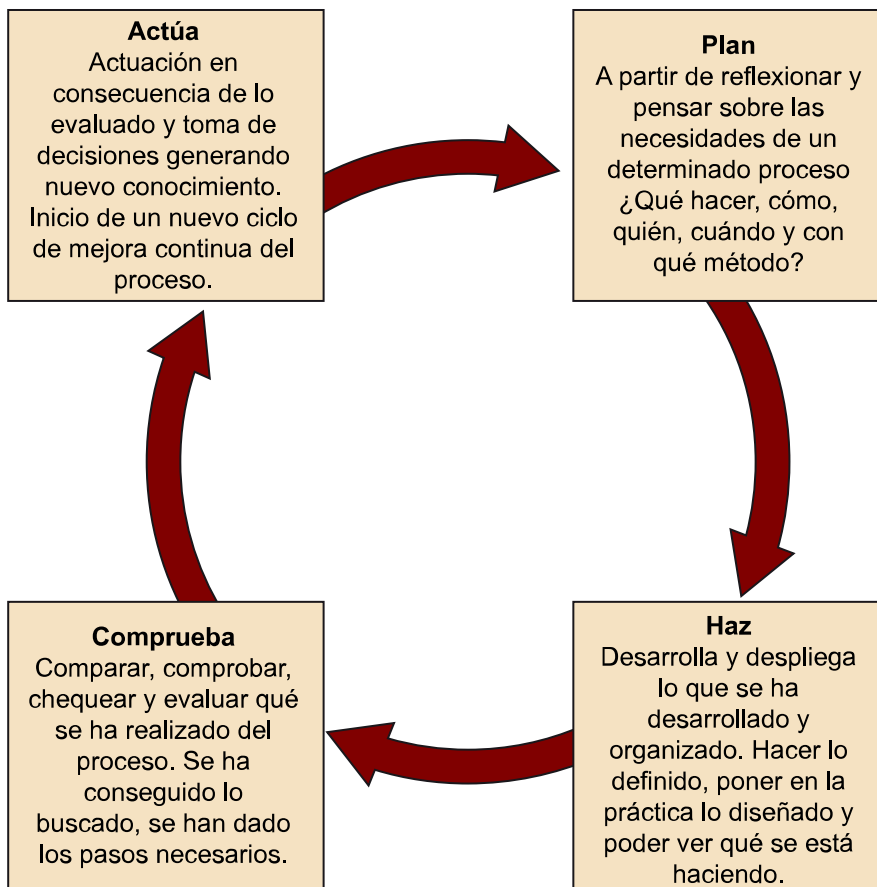 Actúa
Actuación en
consecuencia de lo
evaluado y toma de
decisiones generando
nuevo conocimiento.
Inicio de un nuevo ciclo
de mejora continua del
proceso.
Plan
A partir de reflexionar y
pensar sobre las
necesidades de un
determinado proceso
¿Qué hacer, cómo,
quién, cuándo y con
qué método?
Haz
Desarrolla y despliega
lo que se ha
desarrollado y
organizado. Hacer lo
definido, poner en la
práctica lo diseñado y
poder ver qué se está
haciendo.
Comprueba
Comparar, comprobar,
chequear y evaluar qué
se ha realizado del
proceso. Se ha
conseguido lo
buscado, se han dado
los pasos necesarios.